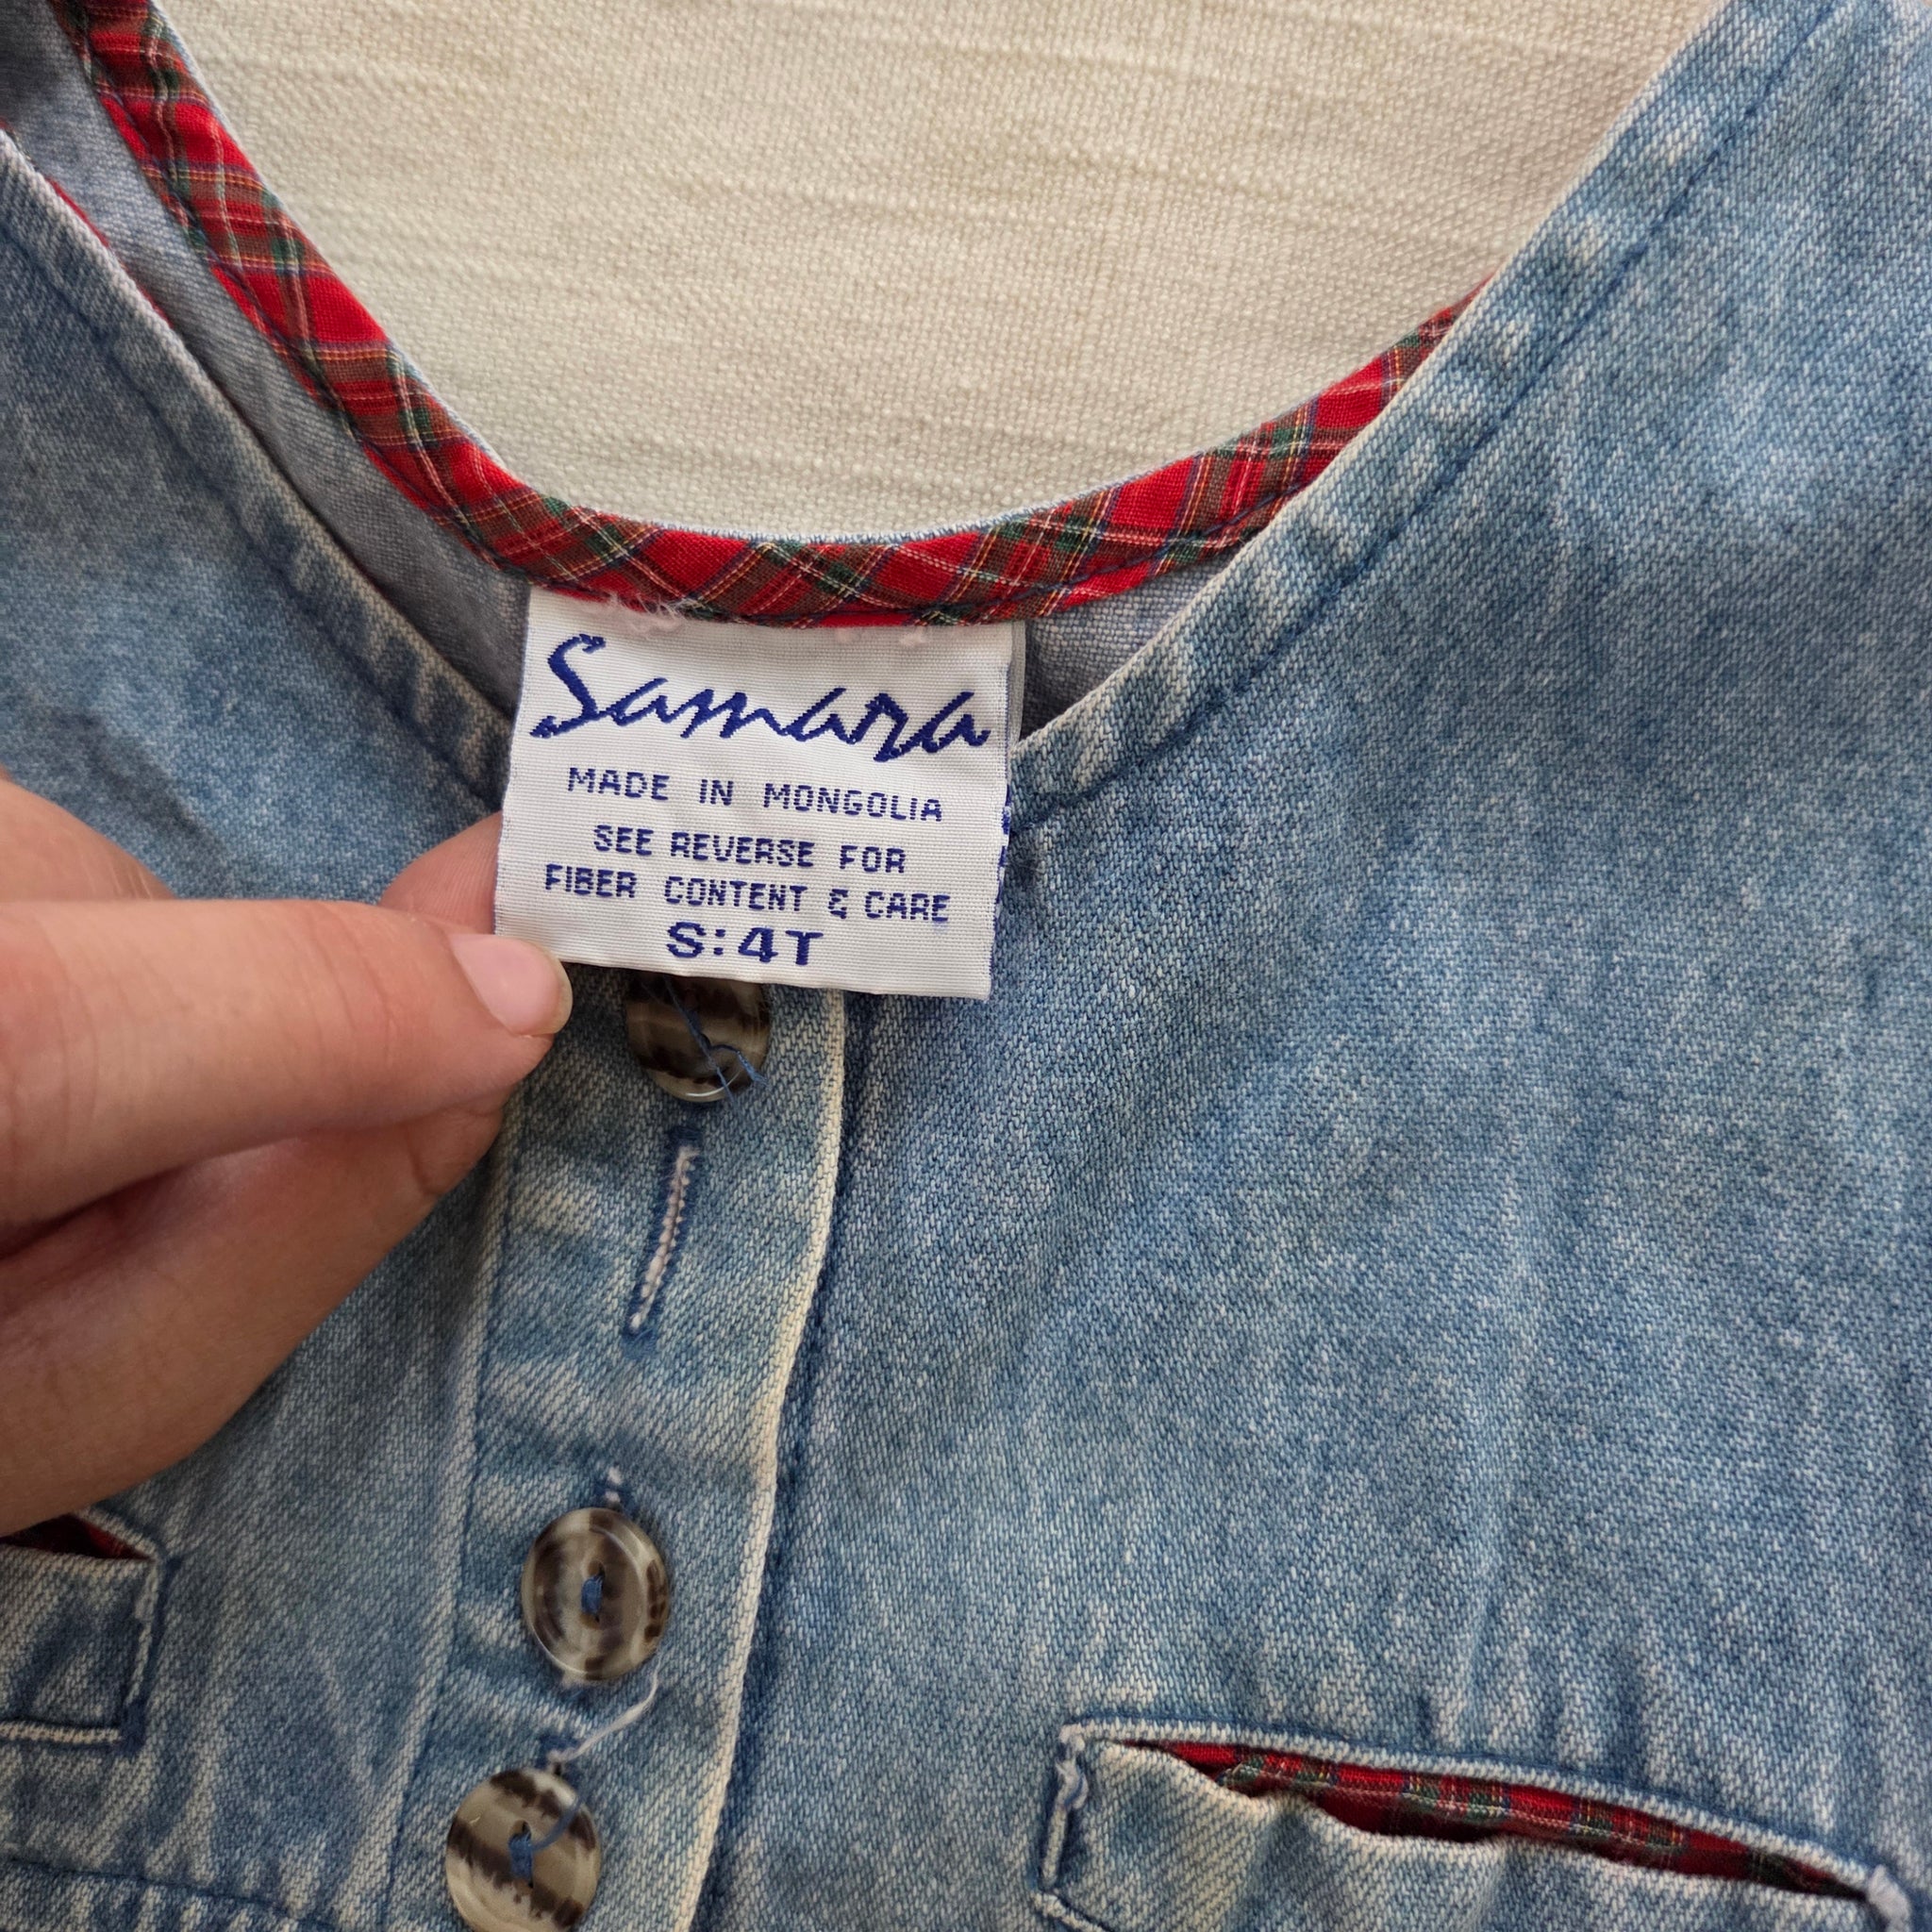 Samara
MADE IN MONGOLIA
SEE REVERSE FOR
FIBER CONTENT & CARE
S:4T